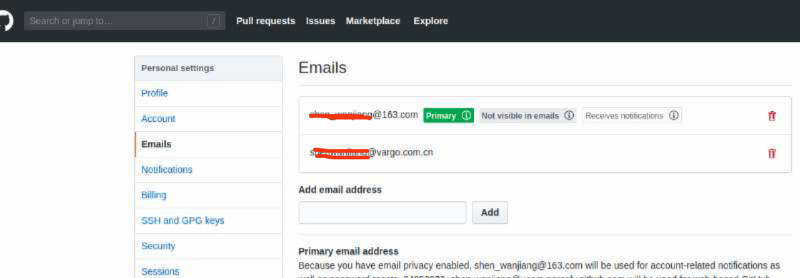 Search or jump to... /
Pull requests Issues Marketplace Explore
Personal settings
Profile
Account
Emails
Notifications
Billing
SSH and GPG keys
Security
Sessions
Emails
@163.com Primary Not visible in emails Receives notifications
@vargo.com.cn
Add email address
Add
Primary email address
Because you have email privacy enabled, shen_wanjiang@163.com will be used for account-related notifications as